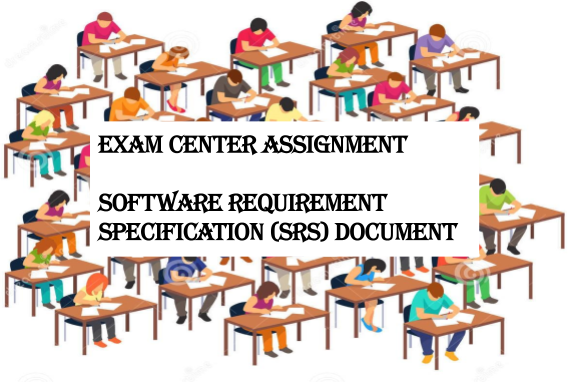 EXAM CENTER ASSIGNMENT
SOFTWARE REQUIREMENT
SPECIFICATION (SRS) DOCUMENT